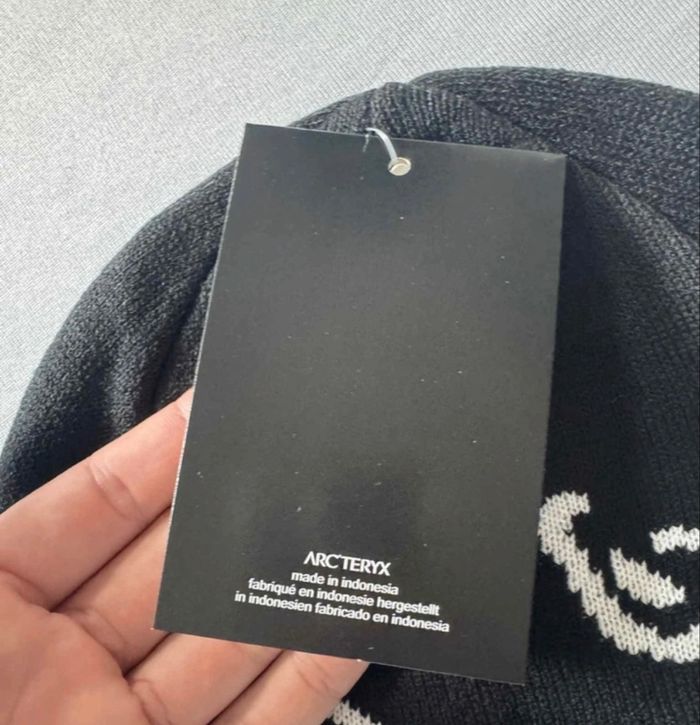 ARC'TERYX
made in indonesia
fabriqué en indonesie hergestellt
in indonesien fabricado en indonesia